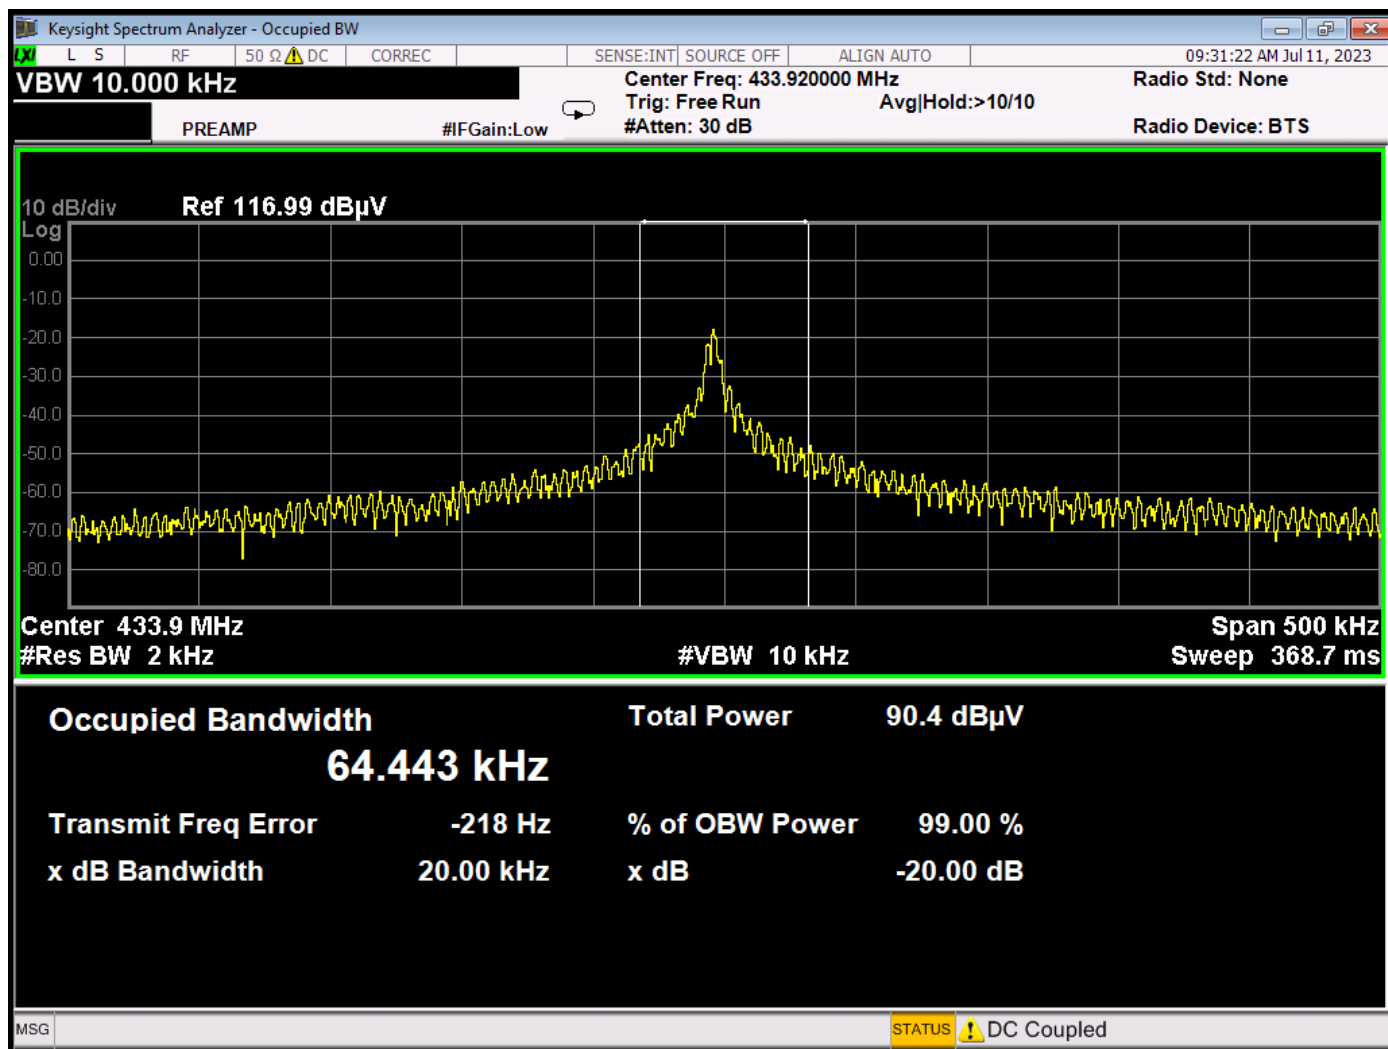 Keysight Spectrum Analyzer - Occupied BW
LXI L S RF 50 Ω DC CORREC SENSE:INT SOURCE OFF ALIGN AUTO 09:31:22 AM Jul 11, 2023
VBW 10.000 kHz Center Freq: 433.920000 MHz Radio Std: None
Trig: Free Run Avg|Hold:>10/10
PREAMP #IFGain:Low #Atten: 30 dB Radio Device: BTS
10 dB/div Ref 116.99 dBµV
Log
0.00
-10.0
-20.0
-30.0
-40.0
-50.0
-60.0
-70.0
-80.0
Center 433.9 MHz Span 500 kHz
#Res BW 2 kHz #VBW 10 kHz Sweep 368.7 ms
Occupied Bandwidth Total Power 90.4 dBµV
64.443 kHz
Transmit Freq Error -218 Hz % of OBW Power 99.00 %
x dB Bandwidth 20.00 kHz x dB -20.00 dB
MSG STATUS DC Coupled